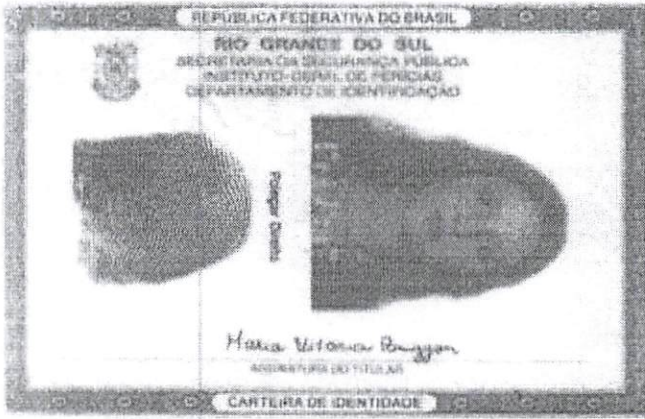 REPÚBLICA FEDERATIVA DO BRASIL
RIO GRANDE DO SUL
SECRETARIA DA SEGURANÇA PÚBLICA
INSTITUTO-GERAL DE PERÍCIAS
DEPARTAMENTO DE IDENTIFICAÇÃO
Polegar Direito
Maria Vitoria
ASSINATURA DO TITULAR
CARTEIRA DE IDENTIDADE